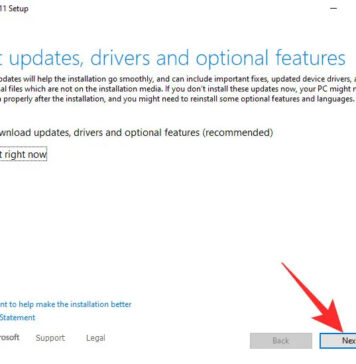 11 Setup
t updates, drivers and optional features
pdates will help the installation go smoothly, and can include important fixes, updated device drivers, a
al files which are not on the installation media. If you don't install these updates now, your PC might n
properly after the installation, and you might need to reinstall some optional features and languages.
wnload updates, drivers and optional features (recommended)
t right now
nt to help make the installation better
Statement
rosoft Support Legal
Back Nex